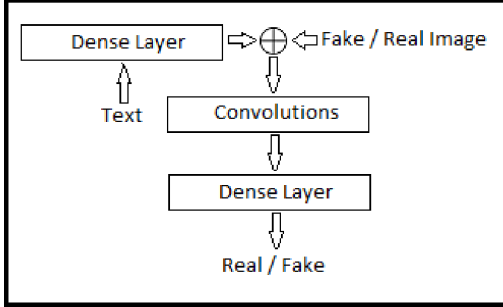 Dense Layer
Fake / Real Image
Text
Convolutions
Dense Layer
Real / Fake